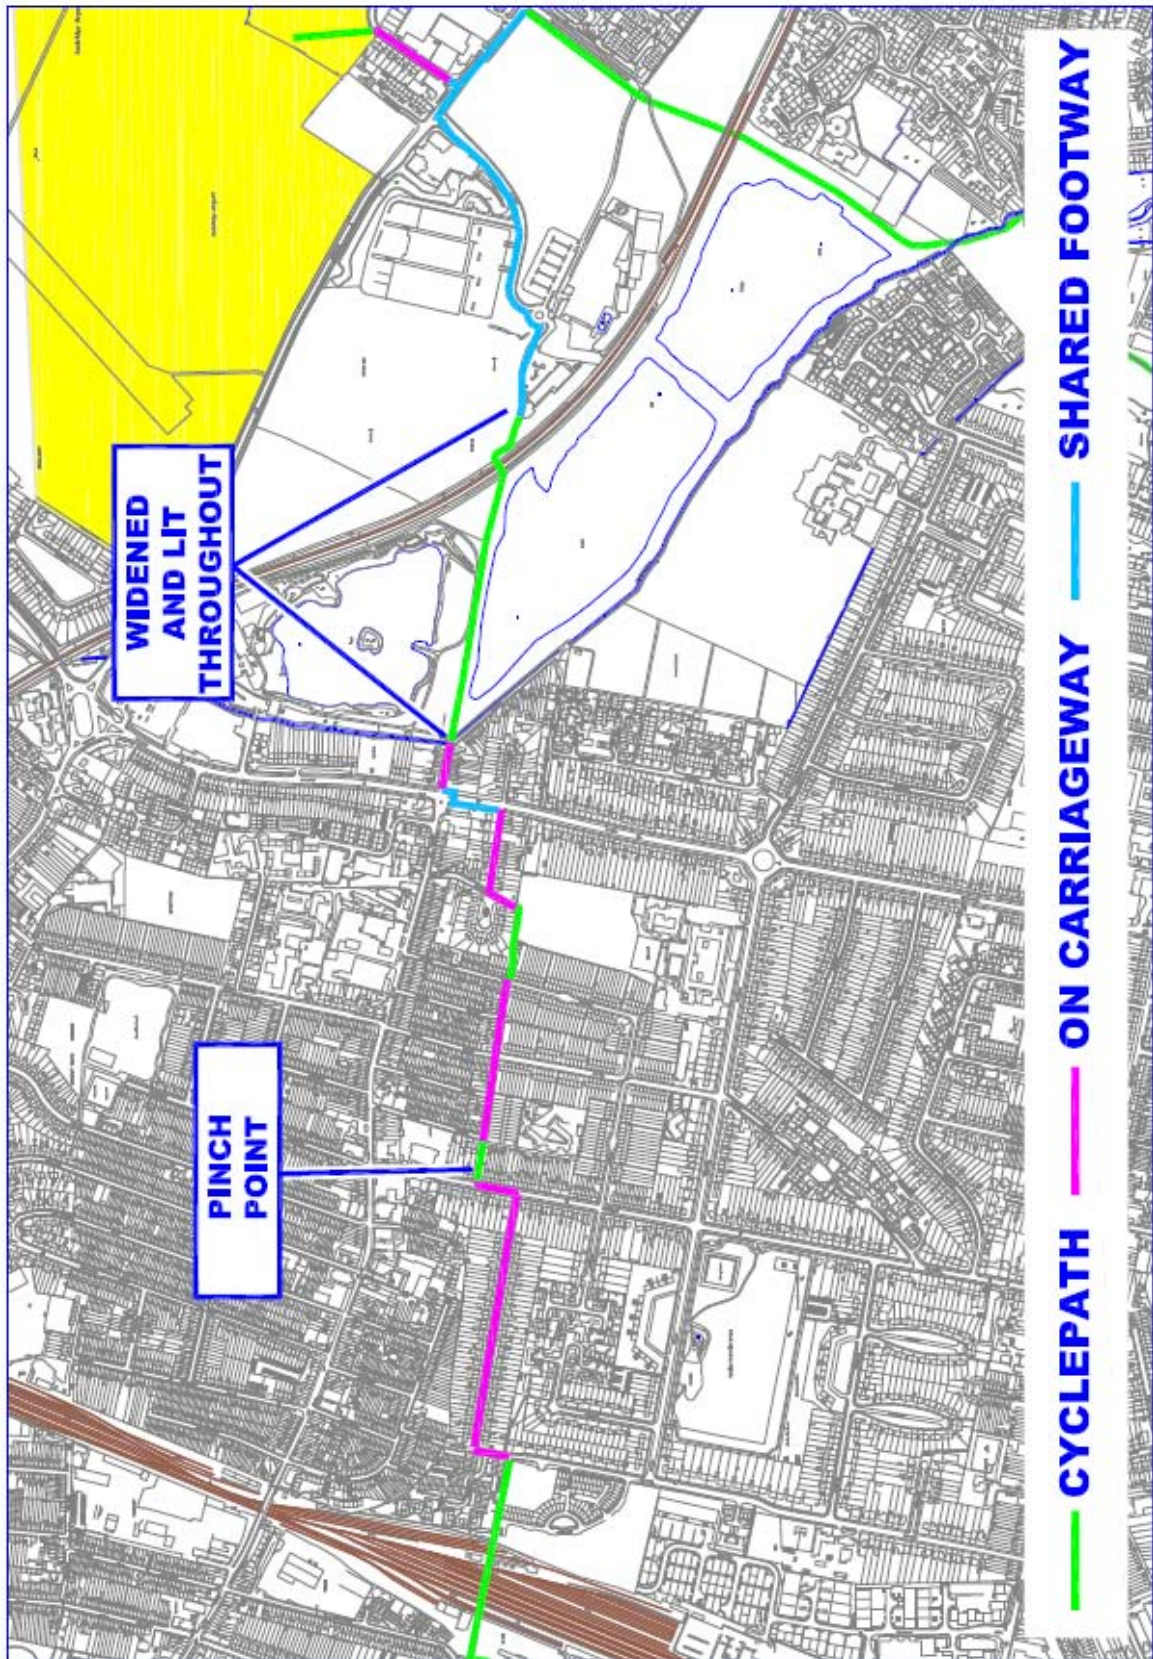 WIDENED
AND LIT
THROUGHOUT
PINCH
POINT
CYCLEPATH
ON CARRIAGEWAY
SHARED FOOTWAY